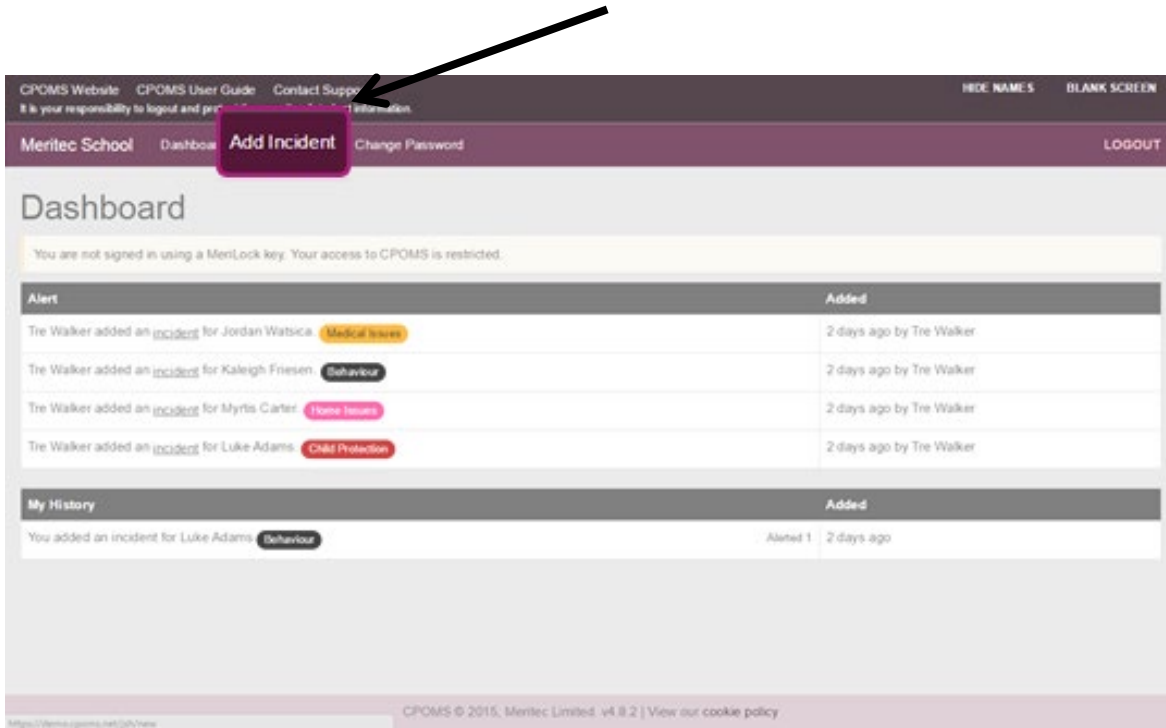 CPOMS Website CPOMS User Guide Contact HIDE NAMES BLANK SCREEN
It is your responsibility to logout and information.
Meritec School Add Incident Change Password LOGOUT
Dashboard
You are not signed in using a MeriLock key. Your access to CPOMS is restricted.
Alert Added
Tre Walker added an incident for Jordan Watsica. Medical Issues 2 days ago by Tre Walker
Tre Walker added an incident for Kaleigh Friesen. Behaviour 2 days ago by Tre Walker
Tre Walker added an incident for Myrtis Carter. Home Issues 2 days ago by Tre Walker
Tre Walker added an incident for Luke Adams. Child Protection 2 days ago by Tre Walker
My History Added
You added an incident for Luke Adams Behaviour Alerted 1 2 days ago
CPOMS © 2015, Meritec Limited. v4.8.2 | View our cookie policy